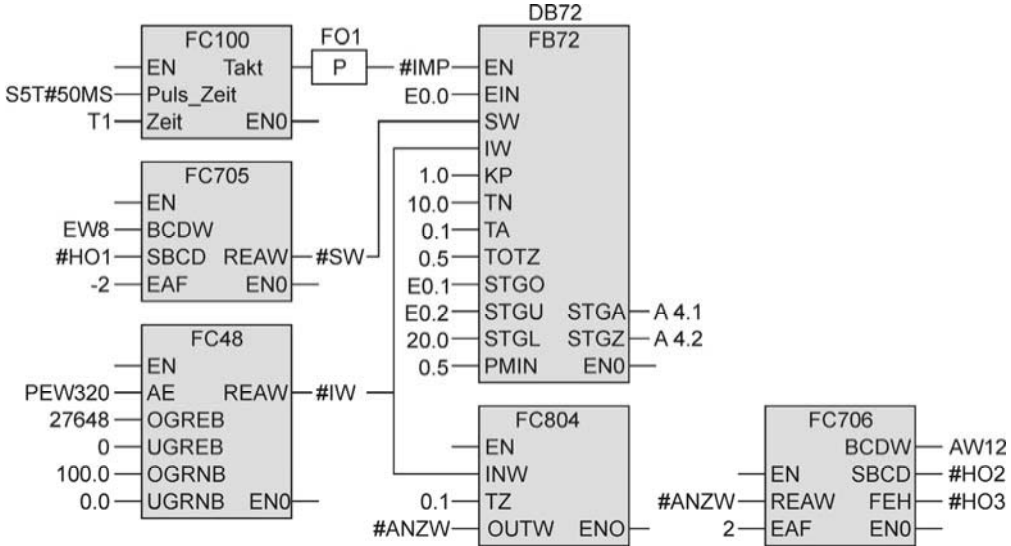 DB72
FC100
FO1
FB72
EN Takt
P
#IMP
EN
S5T#50MS
Puls_Zeit
E0.0
EIN
T1
Zeit EN0
SW
IW
FC705
1.0
KP
EN
10.0
TN
EW8
BCDW
0.1
TA
#HO1
SBCD REAW
#SW
0.5
TOTZ
-2
EAF EN0
E0.1
STGO
E0.2
STGU STGA
A 4.1
FC48
20.0
STGL STGZ
A 4.2
EN
0.5
PMIN EN0
PEW320
AE REAW
#IW
27648
OGREB
FC804
FC706
0
UGREB
EN
BCDW
AW12
100.0
OGRNB
INW
EN SBCD
#HO2
0.0
UGRNB EN0
0.1
TZ
#ANZW
REAW FEH
#HO3
#ANZW
OUTW ENO
2
EAF EN0